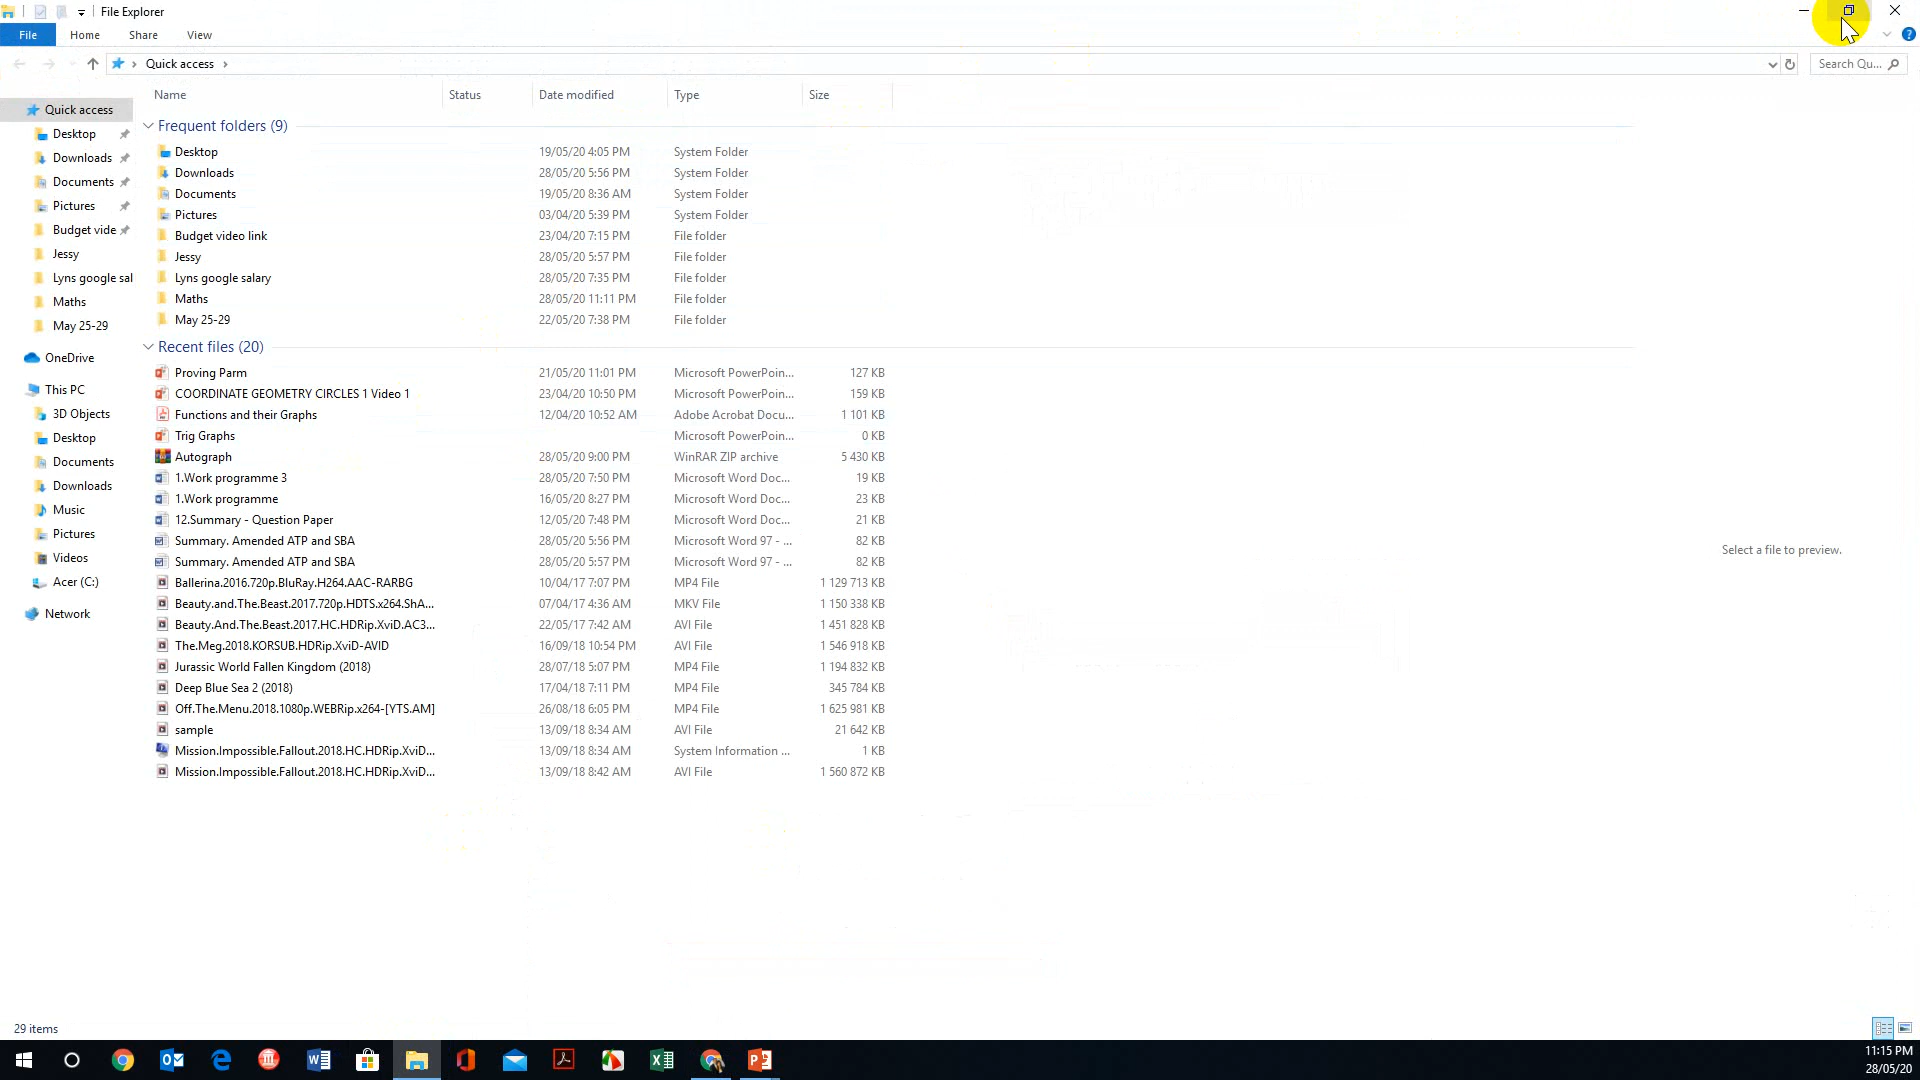 File Explorer
File Home Share View
Quick access
Search Qu...
Name Status Date modified Type Size
Quick access
Desktop
Downloads
Documents
Pictures
Budget vide
Jessy
Lyns google sal
Maths
May 25-29
OneDrive
This PC
3D Objects
Desktop
Documents
Downloads
Music
Pictures
Videos
Acer (C:)
Network
Frequent folders (9)
Desktop 19/05/20 4:05 PM System Folder
Downloads 28/05/20 5:56 PM System Folder
Documents 19/05/20 8:36 AM System Folder
Pictures 03/04/20 5:39 PM System Folder
Budget video link 23/04/20 7:15 PM File folder
Jessy 28/05/20 5:57 PM File folder
Lyns google salary 28/05/20 7:35 PM File folder
Maths 28/05/20 11:11 PM File folder
May 25-29 22/05/20 7:38 PM File folder
Recent files (20)
Proving Parm 21/05/20 11:01 PM Microsoft PowerPoin... 127 KB
COORDINATE GEOMETRY CIRCLES 1 Video 1 23/04/20 10:50 PM Microsoft PowerPoin... 159 KB
Functions and their Graphs 12/04/20 10:52 AM Adobe Acrobat Docu... 1 101 KB
Trig Graphs Microsoft PowerPoin... 0 KB
Autograph 28/05/20 9:00 PM WinRAR ZIP archive 5 430 KB
1.Work programme 3 28/05/20 7:50 PM Microsoft Word Doc... 19 KB
1.Work programme 16/05/20 8:27 PM Microsoft Word Doc... 23 KB
12.Summary - Question Paper 12/05/20 7:48 PM Microsoft Word Doc... 21 KB
Summary. Amended ATP and SBA 28/05/20 5:56 PM Microsoft Word 97 - ... 82 KB
Summary. Amended ATP and SBA 28/05/20 5:57 PM Microsoft Word 97 - ... 82 KB
Ballerina.2016.720p.BluRay.H264.AAC-RARBG 10/04/17 7:07 PM MP4 File 1 129 713 KB
Beauty.and.The.Beast.2017.720p.HDTS.x264.ShA... 07/04/17 4:36 AM MKV File 1 150 338 KB
Beauty.And.The.Beast.2017.HC.HDRip.XviD.AC3... 22/05/17 7:42 AM AVI File 1 451 828 KB
The.Meg.2018.KORSUB.HDRip.XviD-AVID 16/09/18 10:54 PM AVI File 1 546 918 KB
Jurassic World Fallen Kingdom (2018) 28/07/18 5:07 PM MP4 File 1 194 832 KB
Deep Blue Sea 2 (2018) 17/04/18 7:11 PM MP4 File 345 784 KB
Off.The.Menu.2018.1080p.WEBRip.x264-[YTS.AM] 26/08/18 6:05 PM MP4 File 1 625 981 KB
sample 13/09/18 8:34 AM AVI File 21 642 KB
Mission.Impossible.Fallout.2018.HC.HDRip.XviD... 13/09/18 8:34 AM System Information ... 1 KB
Mission.Impossible.Fallout.2018.HC.HDRip.XviD... 13/09/18 8:42 AM AVI File 1 560 872 KB
Select a file to preview.
29 items
11:15 PM
28/05/20